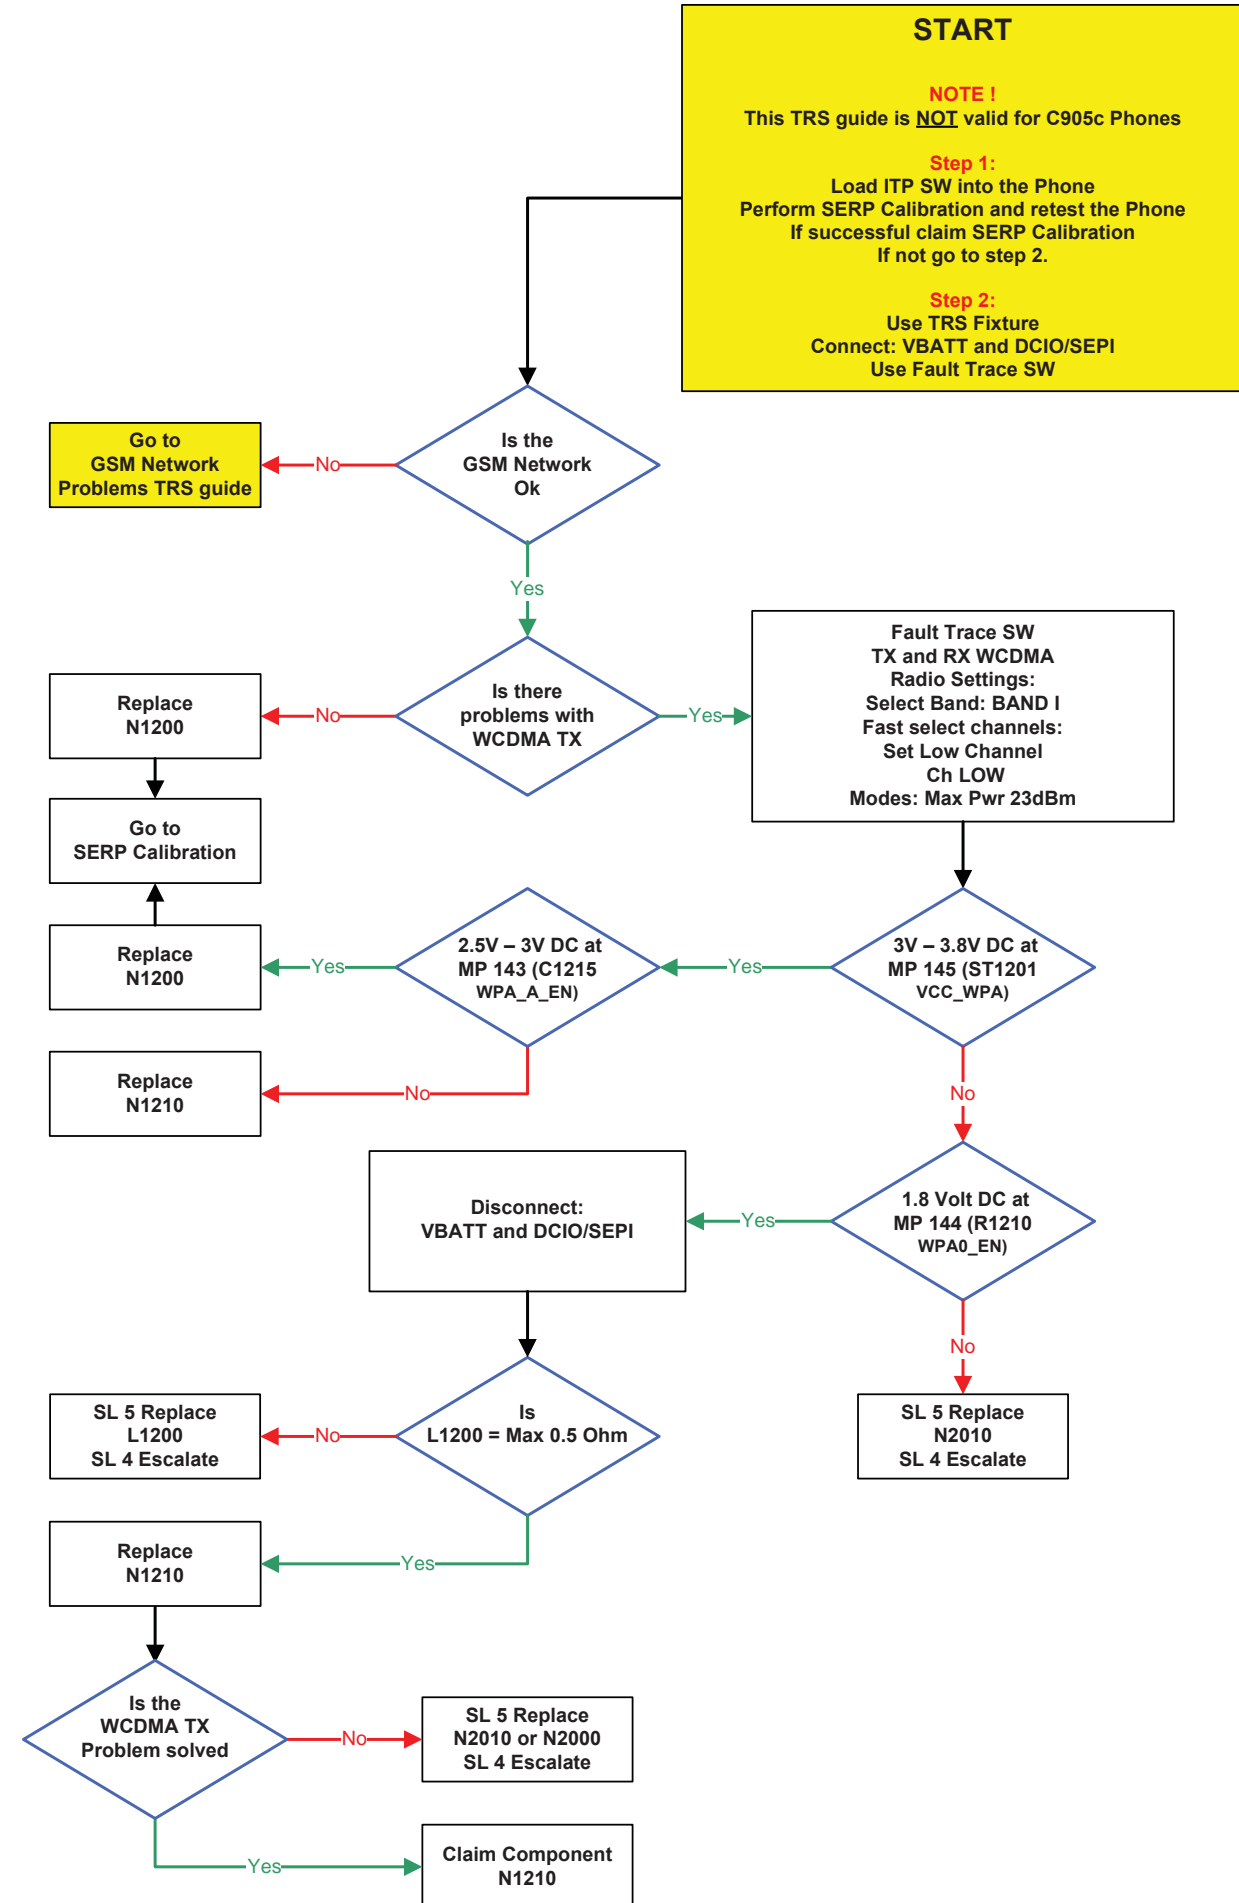 START
NOTE !
This TRS guide is NOT valid for C905c Phones
Step 1:
Load ITP SW into the Phone
Perform SERP Calibration and retest the Phone
If successful claim SERP Calibration
If not go to step 2.
Step 2:
Use TRS Fixture
Connect: VBATT and DCIO/SEPI
Use Fault Trace SW
Is the
GSM Network
Ok
No
Go to
GSM Network
Problems TRS guide
Yes
Is there
problems with
WCDMA TX
No
Replace
N1200
Go to
SERP Calibration
Yes
Fault Trace SW
TX and RX WCDMA
Radio Settings:
Select Band: BAND I
Fast select channels:
Set Low Channel
Ch LOW
Modes: Max Pwr 23dBm
3V – 3.8V DC at
MP 145 (ST1201
VCC_WPA)
Yes
2.5V – 3V DC at
MP 143 (C1215
WPA_A_EN)
Yes
Replace
N1200
No
Replace
N1210
No
1.8 Volt DC at
MP 144 (R1210
WPA0_EN)
Yes
Disconnect:
VBATT and DCIO/SEPI
No
SL 5 Replace
N2010
SL 4 Escalate
Is
L1200 = Max 0.5 Ohm
No
SL 5 Replace
L1200
SL 4 Escalate
Yes
Replace
N1210
Is the
WCDMA TX
Problem solved
No
SL 5 Replace
N2010 or N2000
SL 4 Escalate
Yes
Claim Component
N1210